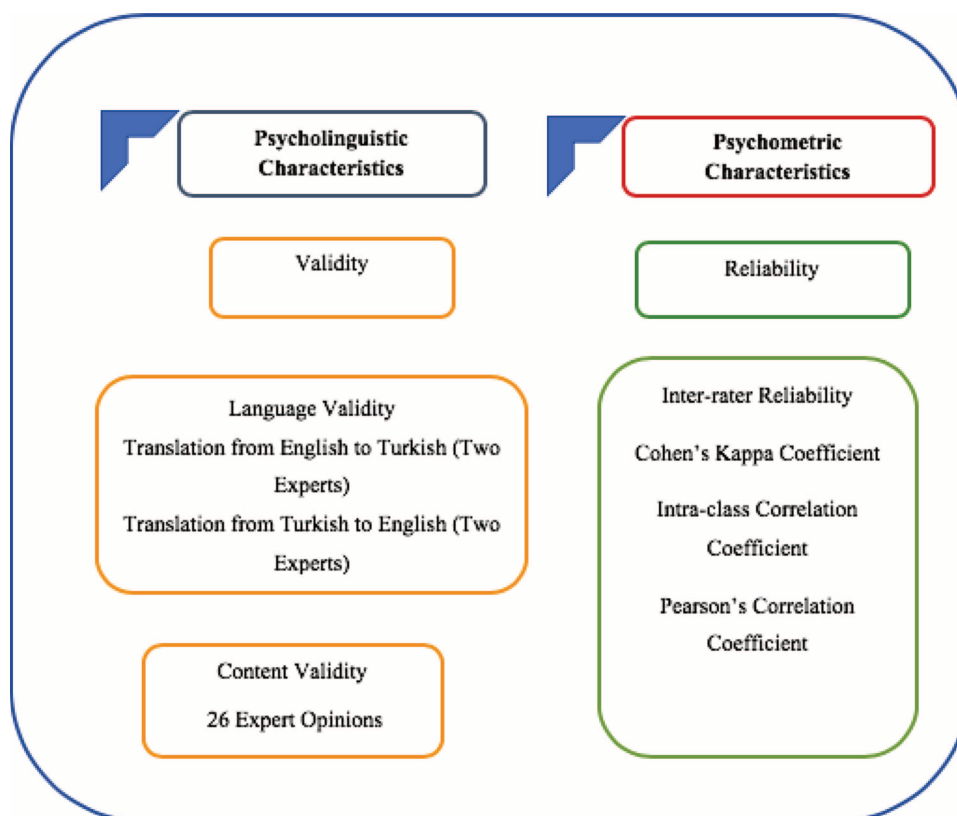 Psycholinguistic
Characteristics
Validity
Language Validity
Translation from English to Turkish (Two
Experts)
Translation from Turkish to English (Two
Experts)
Content Validity
26 Expert Opinions
Psychometric
Characteristics
Reliability
Inter-rater Reliability
Cohen's Kappa Coefficient
Intra-class Correlation
Coefficient
Pearson's Correlation
Coefficient